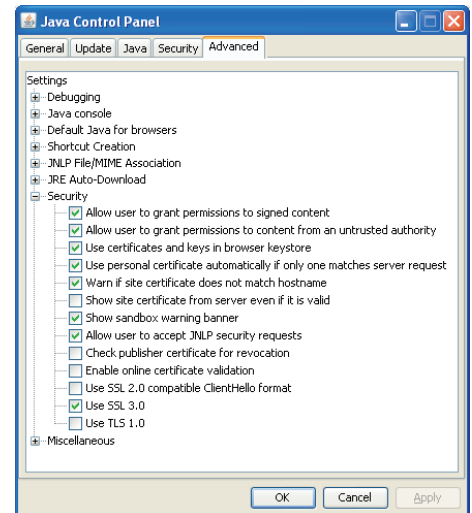 Java Control Panel
General Update Java Security Advanced
Settings
Debugging
Java console
Default Java for browsers
Shortcut Creation
JNLP File/MIME Association
JRE Auto-Download
Security
Allow user to grant permissions to signed content
Allow user to grant permissions to content from an untrusted authority
Use certificates and keys in browser keystore
Use personal certificate automatically if only one matches server request
Warn if site certificate does not match hostname
Show site certificate from server even if it is valid
Show sandbox warning banner
Allow user to accept JNLP security requests
Check publisher certificate for revocation
Enable online certificate validation
Use SSL 2.0 compatible ClientHello format
Use SSL 3.0
Use TLS 1.0
Miscellaneous
OK Cancel Apply